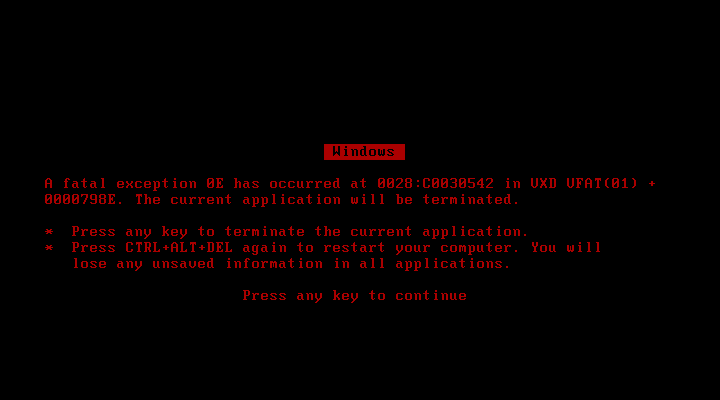 Windows
A fatal exception 0E has occurred at 0028:C0030542 in VXD VFAT(01) +
0000798E. The current application will be terminated.
* Press any key to terminate the current application.
* Press CTRL+ALT+DEL again to restart your computer. You will
lose any unsaved information in all applications.
Press any key to continue